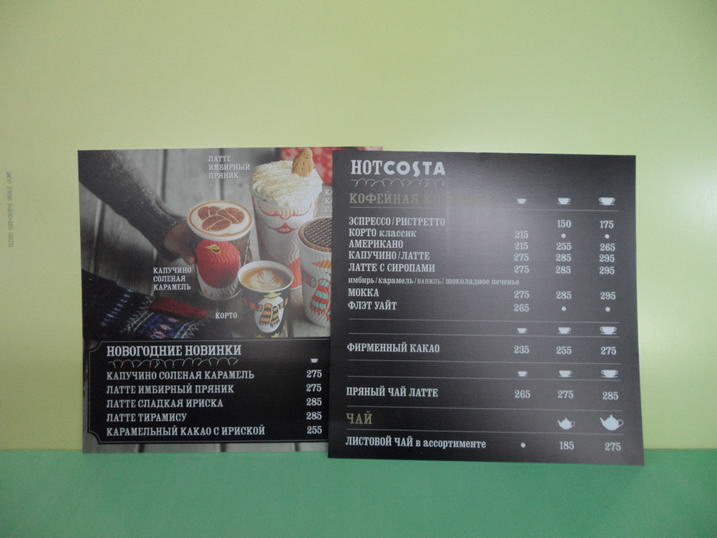 ЛАТТЕ
ИМБИРНЫЙ
ПРЯНИК
КАПУЧИНО
СОЛЕНАЯ
КАРАМЕЛЬ
КОРТО
НОВОГОДНИЕ НОВИНКИ
КАПУЧИНО СОЛЕНАЯ КАРАМЕЛЬ 275
ЛАТТЕ ИМБИРНЫЙ ПРЯНИК 275
ЛАТТЕ СЛАДКАЯ ИРИСКА 285
ЛАТТЕ ТИРАМИСУ 285
КАРАМЕЛЬНЫЙ КАКАО С ИРИСКОЙ 255
HOT COSTA
КОФЕЙНАЯ
ЭСПРЕССО/РИСТРЕТТО 150 175
КОРТО классик 215 • •
АМЕРИКАНО 215 255 265
КАПУЧИНО/ЛАТТЕ 275 285 295
ЛАТТЕ С СИРОПАМИ 275 285 295
имбирь/карамель/ваниль/шоколадное печенье
МОККА 275 285 295
ФЛЭТ УАЙТ 265 • •
ФИРМЕННЫЙ КАКАО 235 255 275
ПРЯНЫЙ ЧАЙ ЛАТТЕ 265 275 285
ЧАЙ
ЛИСТОВОЙ ЧАЙ в ассортименте • 185 275